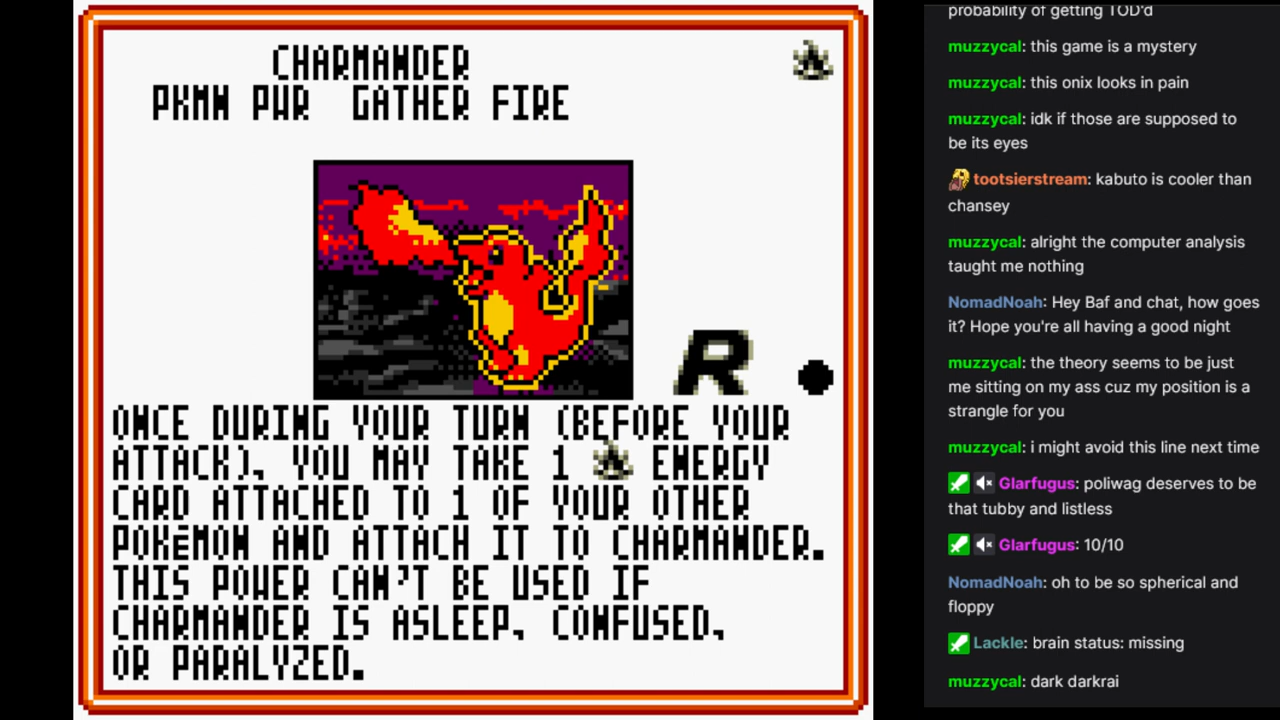 CHARMANDER
PKMN PWR GATHER FIRE
R
ONCE DURING YOUR TURN (BEFORE YOUR
ATTACK), YOU MAY TAKE 1 ENERGY
CARD ATTACHED TO 1 OF YOUR OTHER
POKéMON AND ATTACH IT TO CHARMANDER.
THIS POWER CAN'T BE USED IF
CHARMANDER IS ASLEEP, CONFUSED,
OR PARALYZED.
probability of getting TOD'd
muzzycal: this game is a mystery
muzzycal: this onix looks in pain
muzzycal: idk if those are supposed to
be its eyes
tootsierstream: kabuto is cooler than
chansey
muzzycal: alright the computer analysis
taught me nothing
NomadNoah: Hey Baf and chat, how goes
it? Hope you're all having a good night
muzzycal: the theory seems to be just
me sitting on my ass cuz my position is a
strangle for you
muzzycal: i might avoid this line next time
Glarfugus: poliwag deserves to be
that tubby and listless
Glarfugus: 10/10
NomadNoah: oh to be so spherical and
floppy
Lackle: brain status: missing
muzzycal: dark darkrai